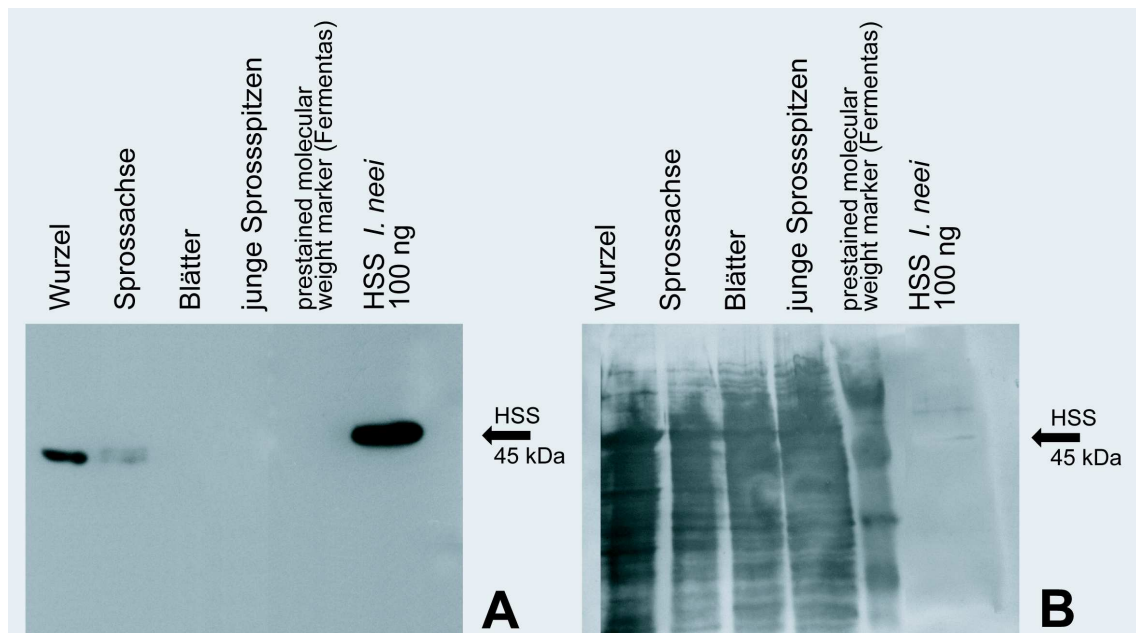 Wurzel
Sprossachse
Blätter
junge Sprossspitzen
prestained molecular
weight marker (Fermentas)
HSS I. neei
100 ng
HSS
45 kDa
A
Wurzel
Sprossachse
Blätter
junge Sprossspitzen
prestained molecular
weight marker (Fermentas)
HSS I. neei
100 ng
HSS
45 kDa
B